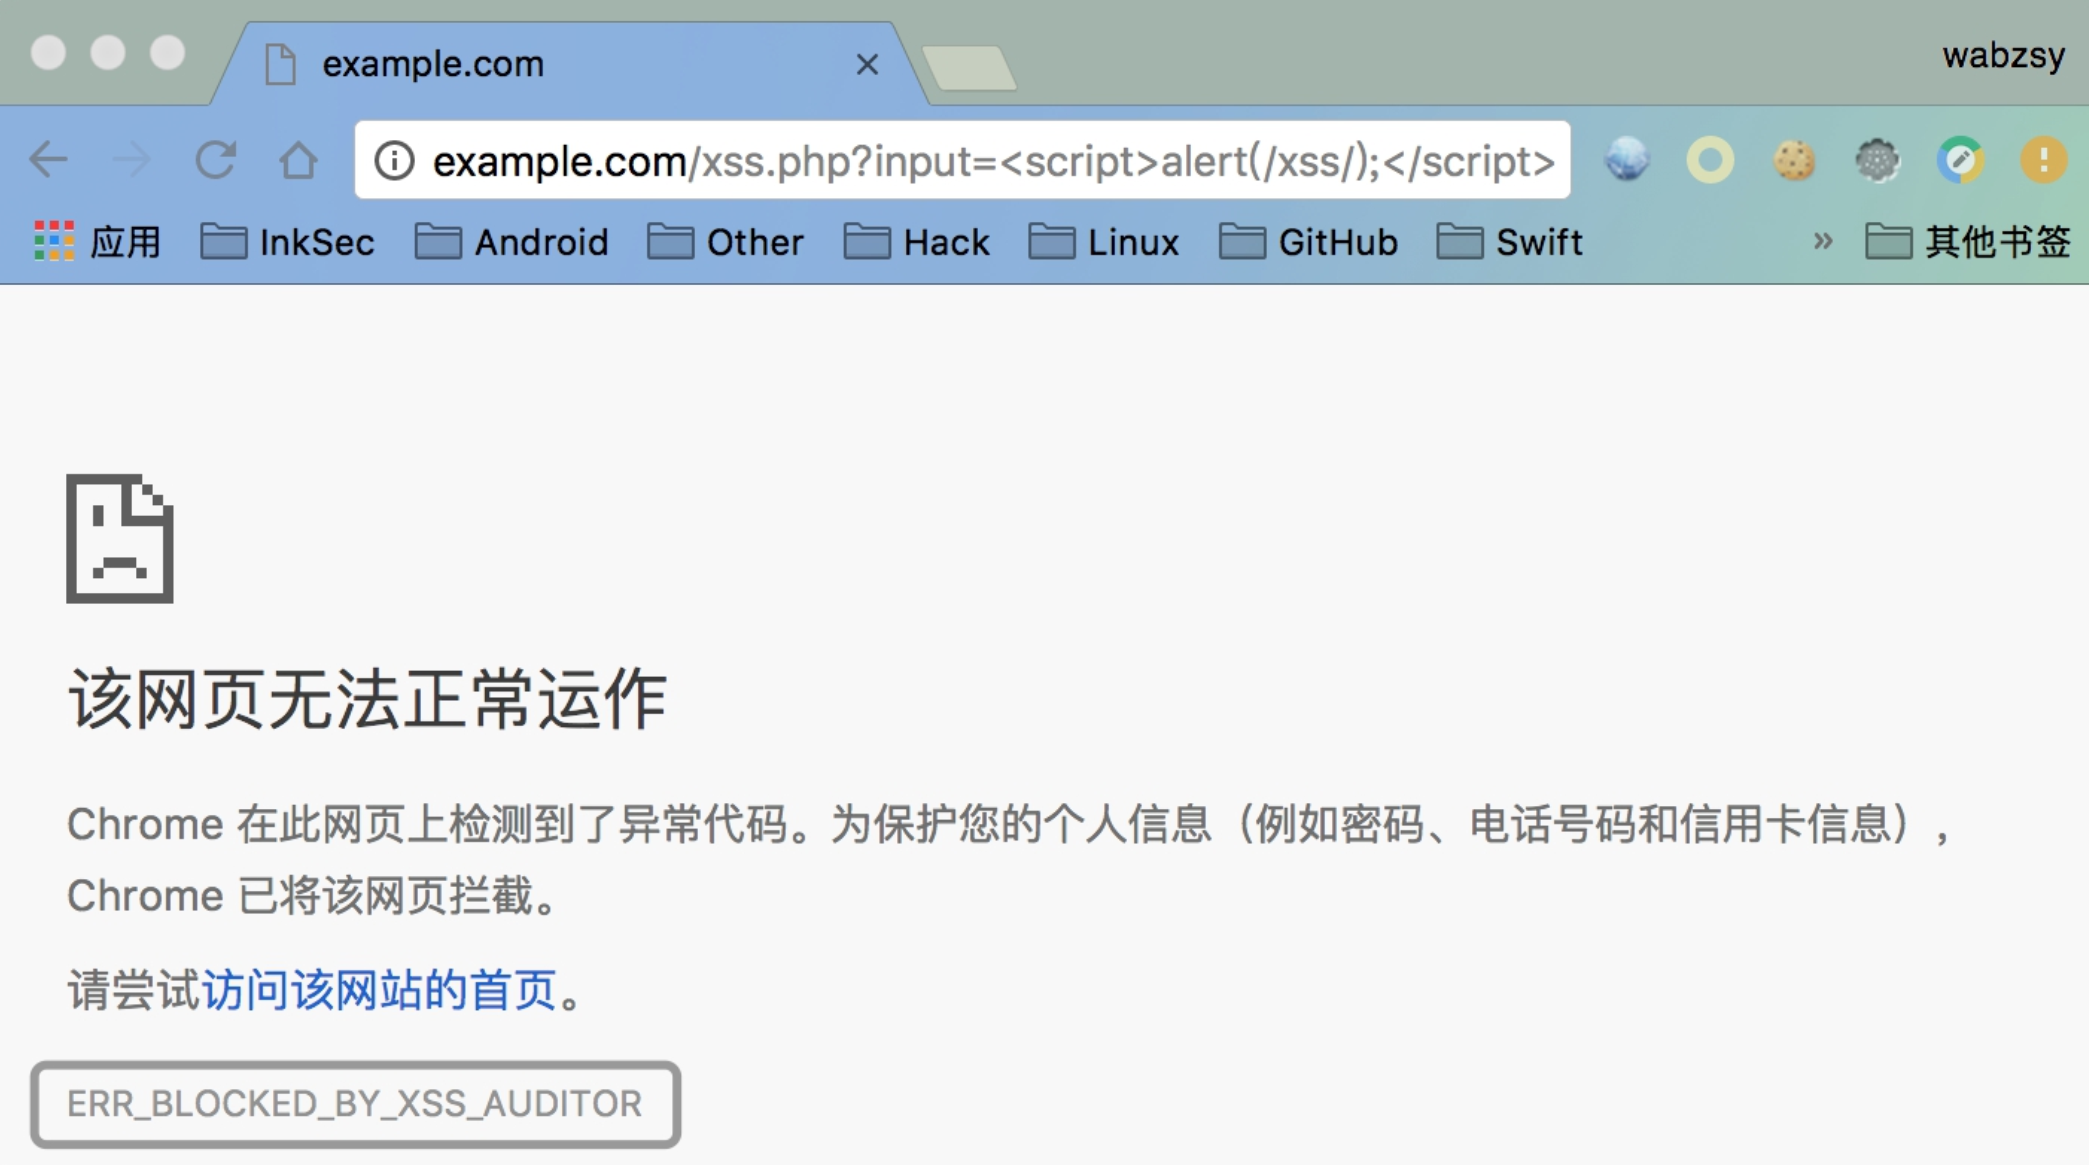 example.com
wabzsy
example.com/xss.php?input=<script>alert(/xss/);</script>
应用 InkSec Android Other Hack Linux GitHub Swift » 其他书签
该网页无法正常运作
Chrome 在此网页上检测到了异常代码。为保护您的个人信息（例如密码、电话号码和信用卡信息），
Chrome 已将该网页拦截。
请尝试访问该网站的首页。
ERR_BLOCKED_BY_XSS_AUDITOR